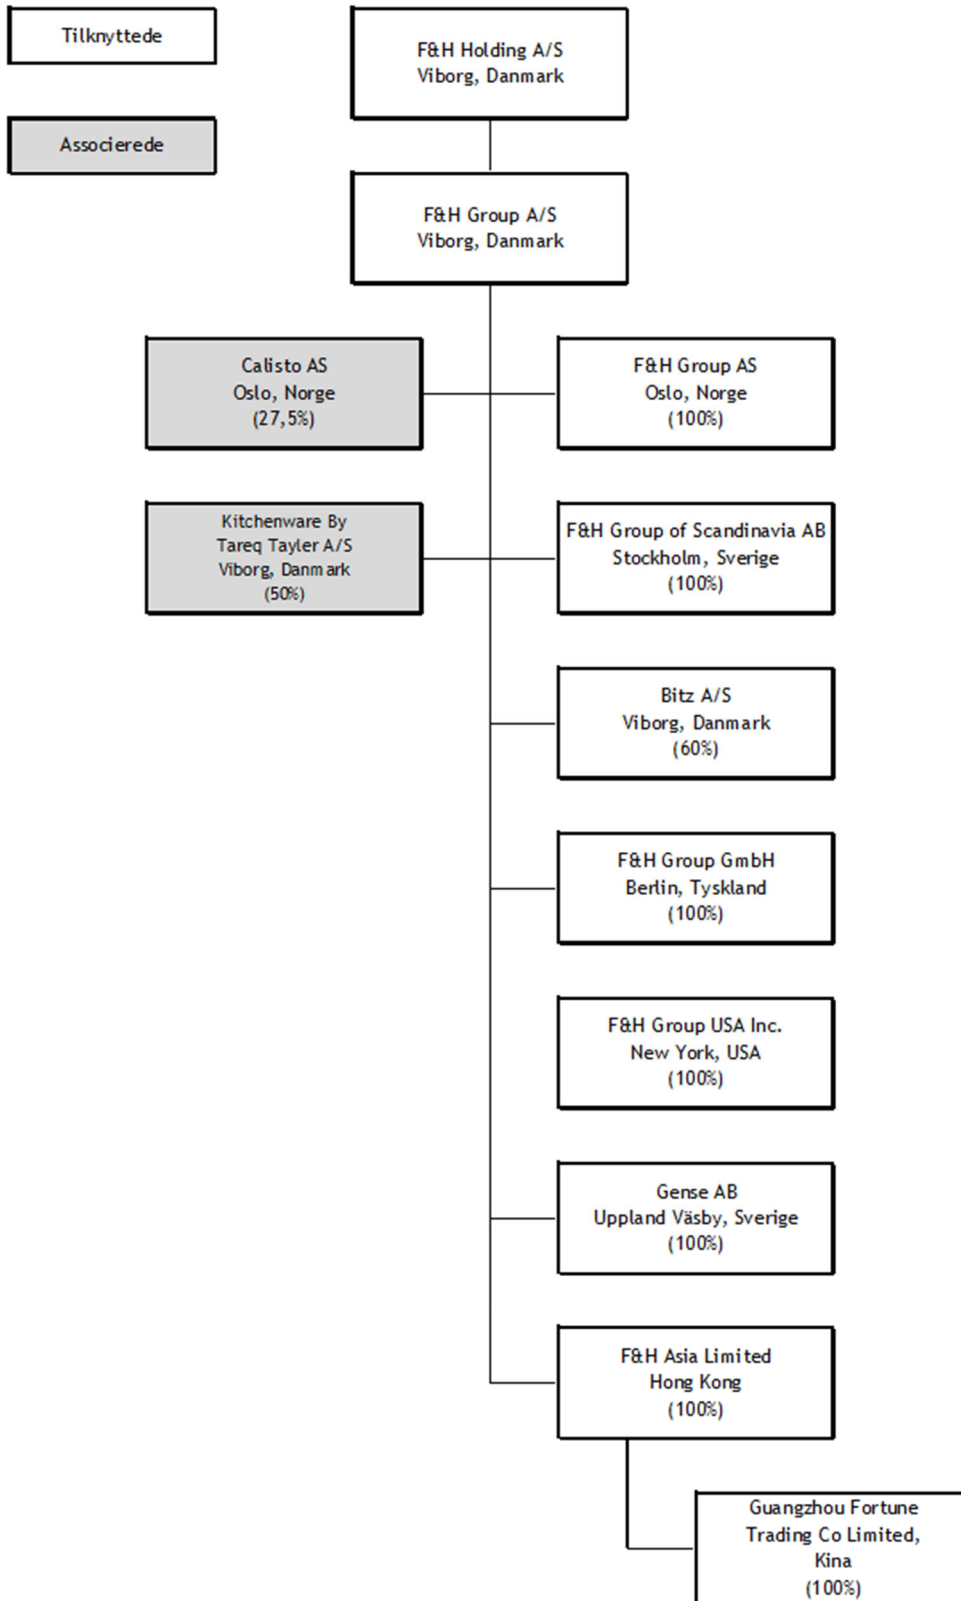 Tilknyttede
F&H Holding A/S
Viborg, Danmark
Associerede
F&H Group A/S
Viborg, Danmark
Calisto AS
Oslo, Norge
(27,5%)
F&H Group AS
Oslo, Norge
(100%)
Kitchenware By
Tareq Tayler A/S
Viborg, Danmark
(50%)
F&H Group of Scandinavia AB
Stockholm, Sverige
(100%)
Bitz A/S
Viborg, Danmark
(60%)
F&H Group GmbH
Berlin, Tyskland
(100%)
F&H Group USA Inc.
New York, USA
(100%)
Gense AB
Uppland Väsby, Sverige
(100%)
F&H Asia Limited
Hong Kong
(100%)
Guangzhou Fortune
Trading Co Limited,
Kina
(100%)